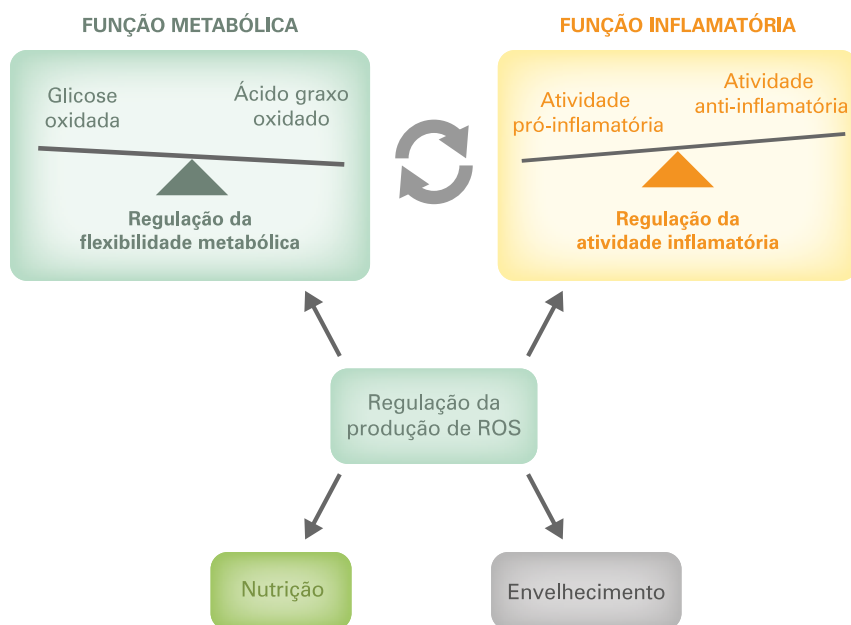 FUNÇÃO METABÓLICA
Glicose
oxidada
Ácido graxo
oxidado
Regulação da
flexibilidade metabólica
FUNÇÃO INFLAMATÓRIA
Atividade
pró-inflamatória
Atividade
anti-inflamatória
Regulação da
atividade inflamatória
Regulação da
produção de ROS
Nutrição
Envelhecimento